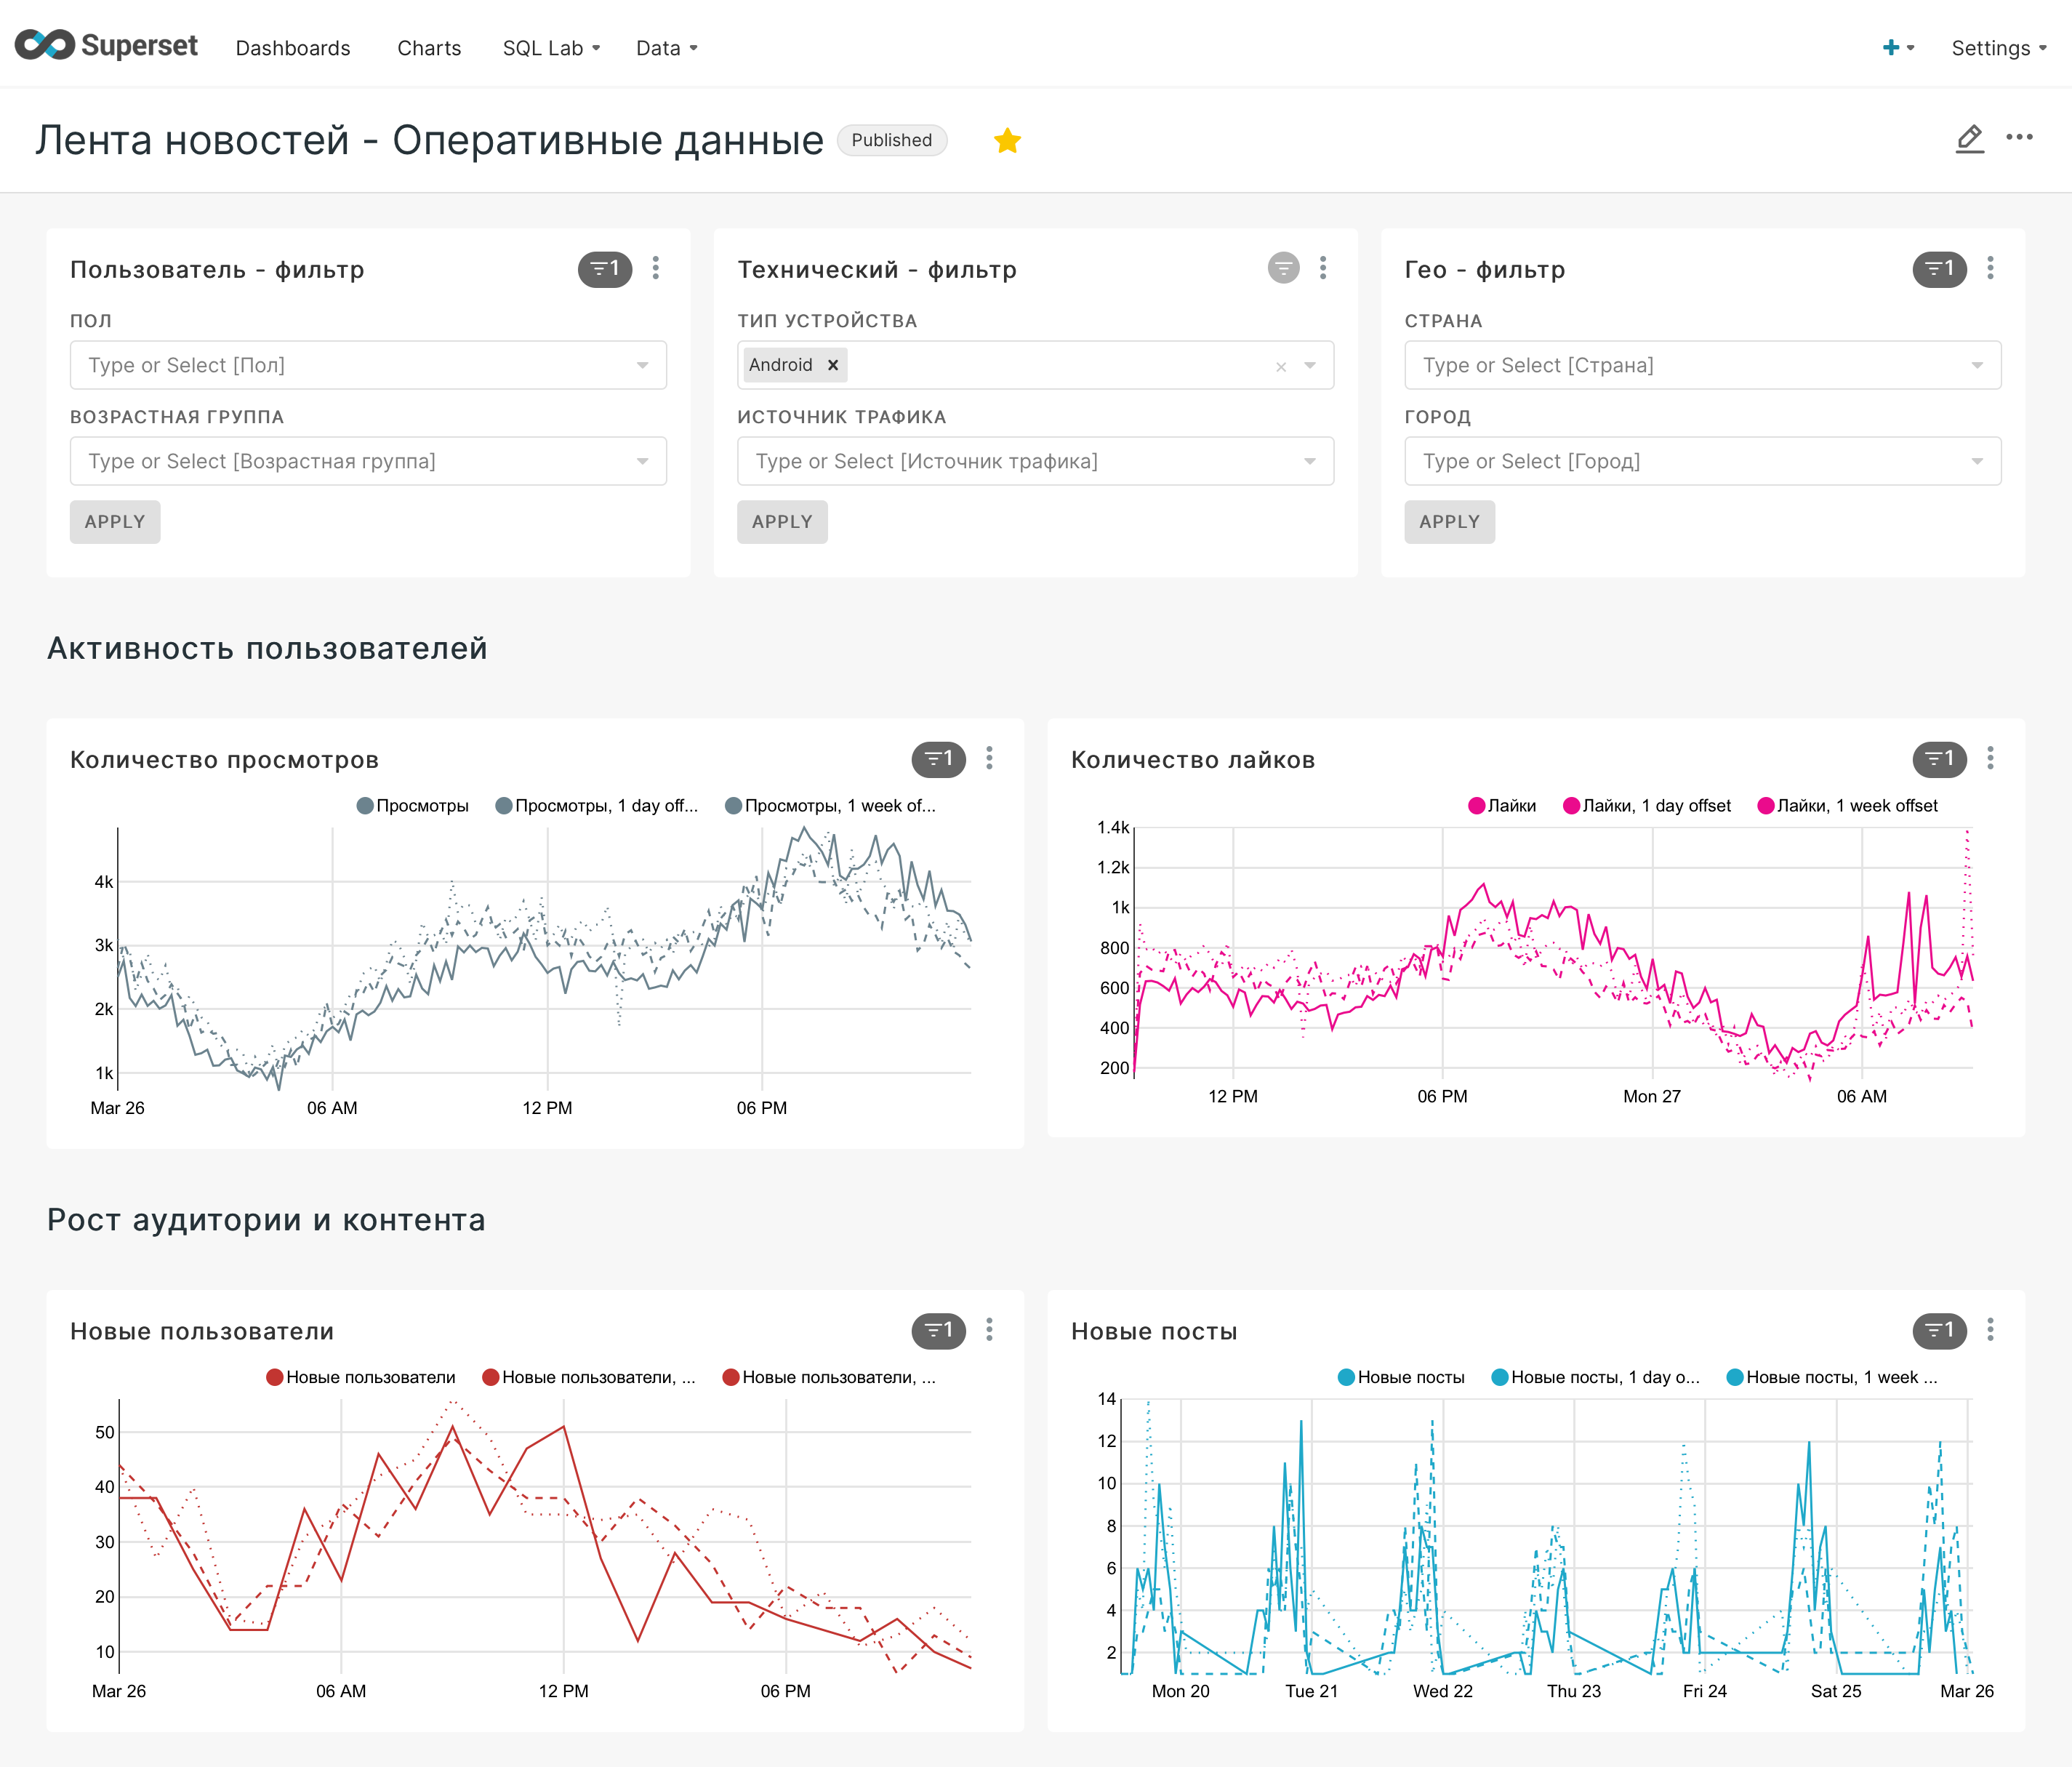 Superset Dashboards Charts SQL Lab Data Settings
Лента новостей - Оперативные данные Published
Пользователь - фильтр 1
ПОЛ
Type or Select [Пол]
ВОЗРАСТНАЯ ГРУППА
Type or Select [Возрастная группа]
APPLY
Технический - фильтр
ТИП УСТРОЙСТВА
Android
ИСТОЧНИК ТРАФИКА
Type or Select [Источник трафика]
APPLY
Гео - фильтр 1
СТРАНА
Type or Select [Страна]
ГОРОД
Type or Select [Город]
APPLY
Активность пользователей
Количество просмотров 1
Просмотры Просмотры, 1 day off... Просмотры, 1 week of...
4k
3k
2k
1k
Mar 26 06 AM 12 PM 06 PM
Количество лайков 1
Лайки Лайки, 1 day offset Лайки, 1 week offset
1.4k
1.2k
1k
800
600
400
200
12 PM 06 PM Mon 27 06 AM
Рост аудитории и контента
Новые пользователи 1
Новые пользователи Новые пользователи, ... Новые пользователи, ...
50
40
30
20
10
Mar 26 06 AM 12 PM 06 PM
Новые посты 1
Новые посты Новые посты, 1 day o... Новые посты, 1 week ...
14
12
10
8
6
4
2
Mon 20 Tue 21 Wed 22 Thu 23 Fri 24 Sat 25 Mar 26